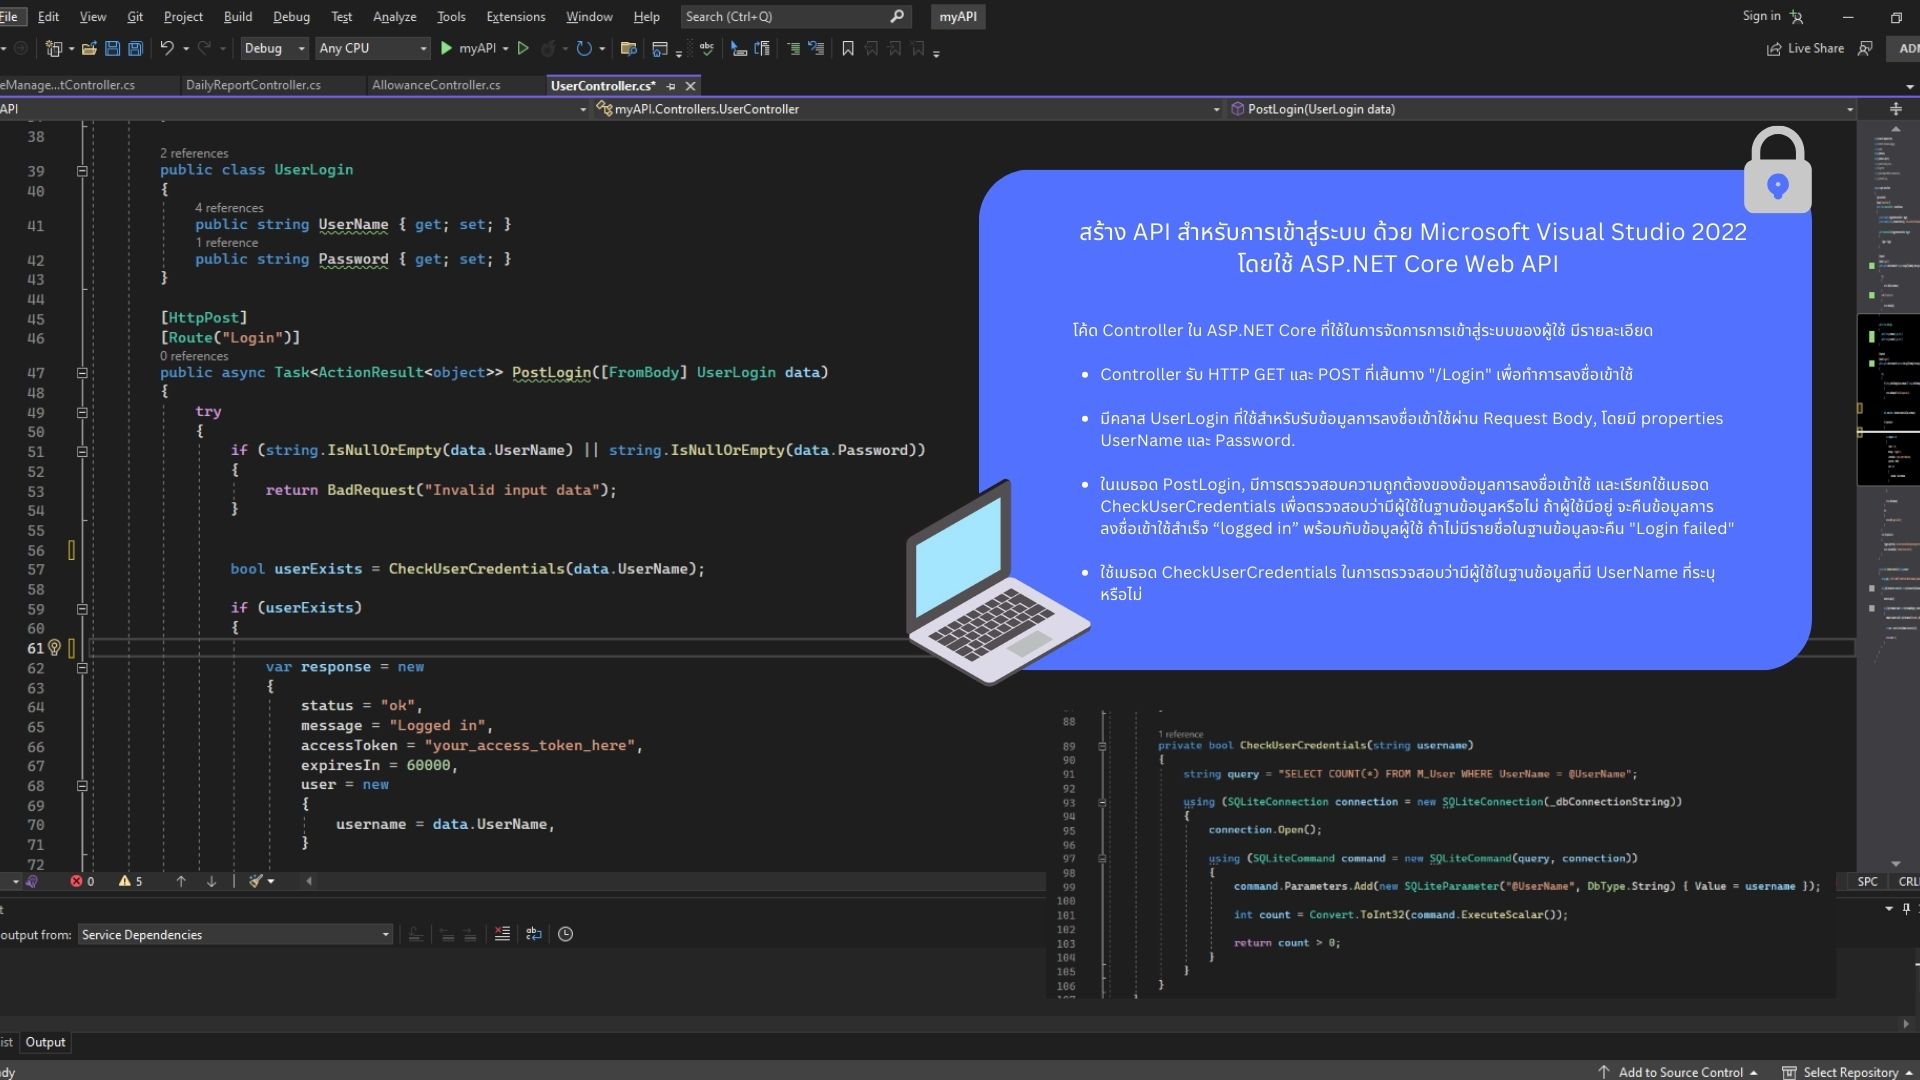 File Edit View Git Project Build Debug Test Analyze Tools Extensions Window Help Search (Ctrl+Q) myAPI Sign in
Debug Any CPU myAPI Live Share
eManage...tController.cs DailyReportController.cs AllowanceController.cs UserController.cs*
API myAPI.Controllers.UserController PostLogin(UserLogin data)
38
2 references
39 public class UserLogin
40 {
4 references
41 public string UserName { get; set; }
1 reference
42 public string Password { get; set; }
43 }
44
45 [HttpPost]
46 [Route("Login")]
0 references
47 public async Task<ActionResult<object>> PostLogin([FromBody] UserLogin data)
48 {
49 try
50 {
51 if (string.IsNullOrEmpty(data.UserName) || string.IsNullOrEmpty(data.Password))
52 {
53 return BadRequest("Invalid input data");
54 }
55
56
57 bool userExists = CheckUserCredentials(data.UserName);
58
59 if (userExists)
60 {
61
62 var response = new
63 {
64 status = "ok",
65 message = "Logged in",
66 accessToken = "your_access_token_here",
67 expiresIn = 60000,
68 user = new
69 {
70 username = data.UserName,
71 }
72
สร้าง API สำหรับการเข้าสู่ระบบ ด้วย Microsoft Visual Studio 2022
โดยใช้ ASP.NET Core Web API
โค้ด Controller ใน ASP.NET Core ที่ใช้ในการจัดการการเข้าสู่ระบบของผู้ใช้ มีรายละเอียด
• Controller รับ HTTP GET และ POST ที่เส้นทาง "/Login" เพื่อทำการลงชื่อเข้าใช้
• มีคลาส UserLogin ที่ใช้สำหรับรับข้อมูลการลงชื่อเข้าใช้ผ่าน Request Body, โดยมี properties
UserName และ Password.
• ในเมธอด PostLogin, มีการตรวจสอบความถูกต้องของข้อมูลการลงชื่อเข้าใช้ และเรียกใช้เมธอด
CheckUserCredentials เพื่อตรวจสอบว่ามีผู้ใช้ในฐานข้อมูลหรือไม่ ถ้าผู้ใช้มีอยู่ จะคืนข้อมูลการ
ลงชื่อเข้าใช้สำเร็จ “logged in” พร้อมกับข้อมูลผู้ใช้ ถ้าไม่มีรายชื่อในฐานข้อมูลจะคืน "Login failed"
• ใช้เมธอด CheckUserCredentials ในการตรวจสอบว่ามีผู้ใช้ในฐานข้อมูลที่มี UserName ที่ระบุ
หรือไม่
88
1 reference
89 private bool CheckUserCredentials(string username)
90 {
91 string query = "SELECT COUNT(*) FROM M_User WHERE UserName = @UserName";
92
93 using (SQLiteConnection connection = new SQLiteConnection(_dbConnectionString))
94 {
95 connection.Open();
96
97 using (SQLiteCommand command = new SQLiteCommand(query, connection))
98 {
99 command.Parameters.Add(new SQLiteParameter("@UserName", DbType.String) { Value = username });
100
101 int count = Convert.ToInt32(command.ExecuteScalar());
102
103 return count > 0;
104 }
105 }
106 }
0 5 SPC CRL
output from: Service Dependencies
ist Output
dy Add to Source Control Select Repository